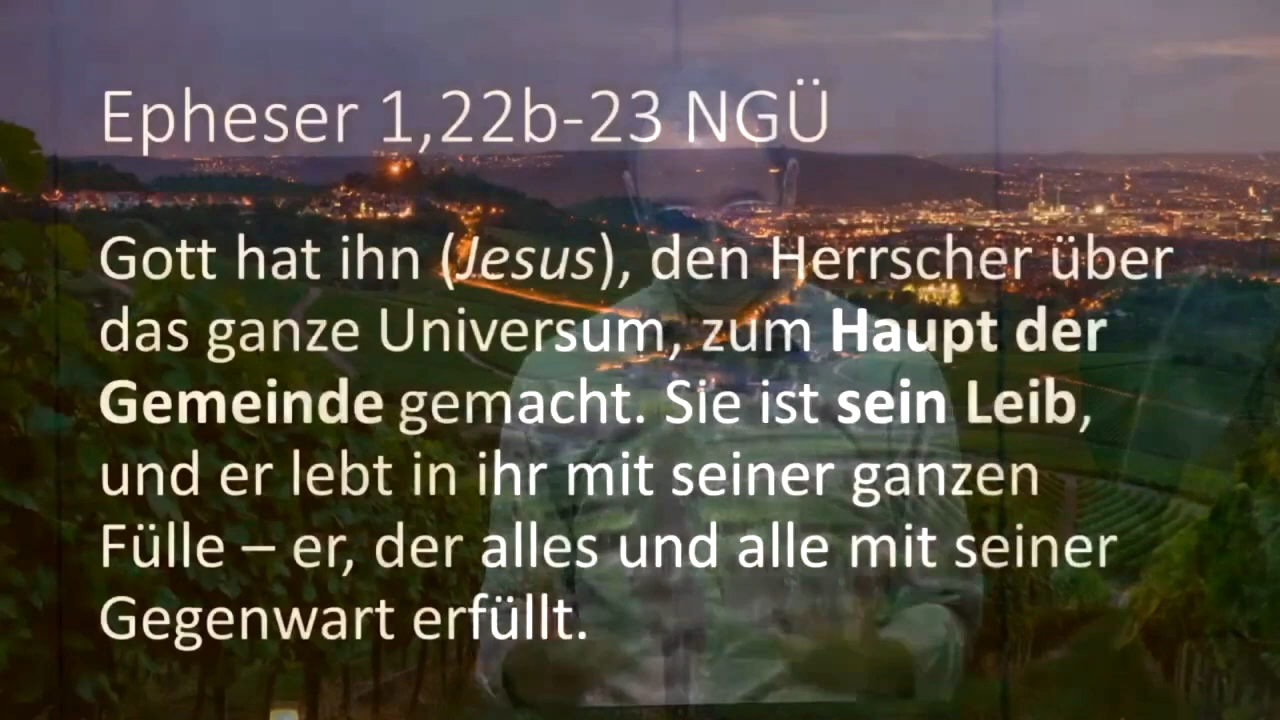 Epheser 1,22b-23 NGÜ
Gott hat ihn (Jesus), den Herrscher über
das ganze Universum, zum Haupt der
Gemeinde gemacht. Sie ist sein Leib,
und er lebt in ihr mit seiner ganzen
Fülle – er, der alles und alle mit seiner
Gegenwart erfüllt.